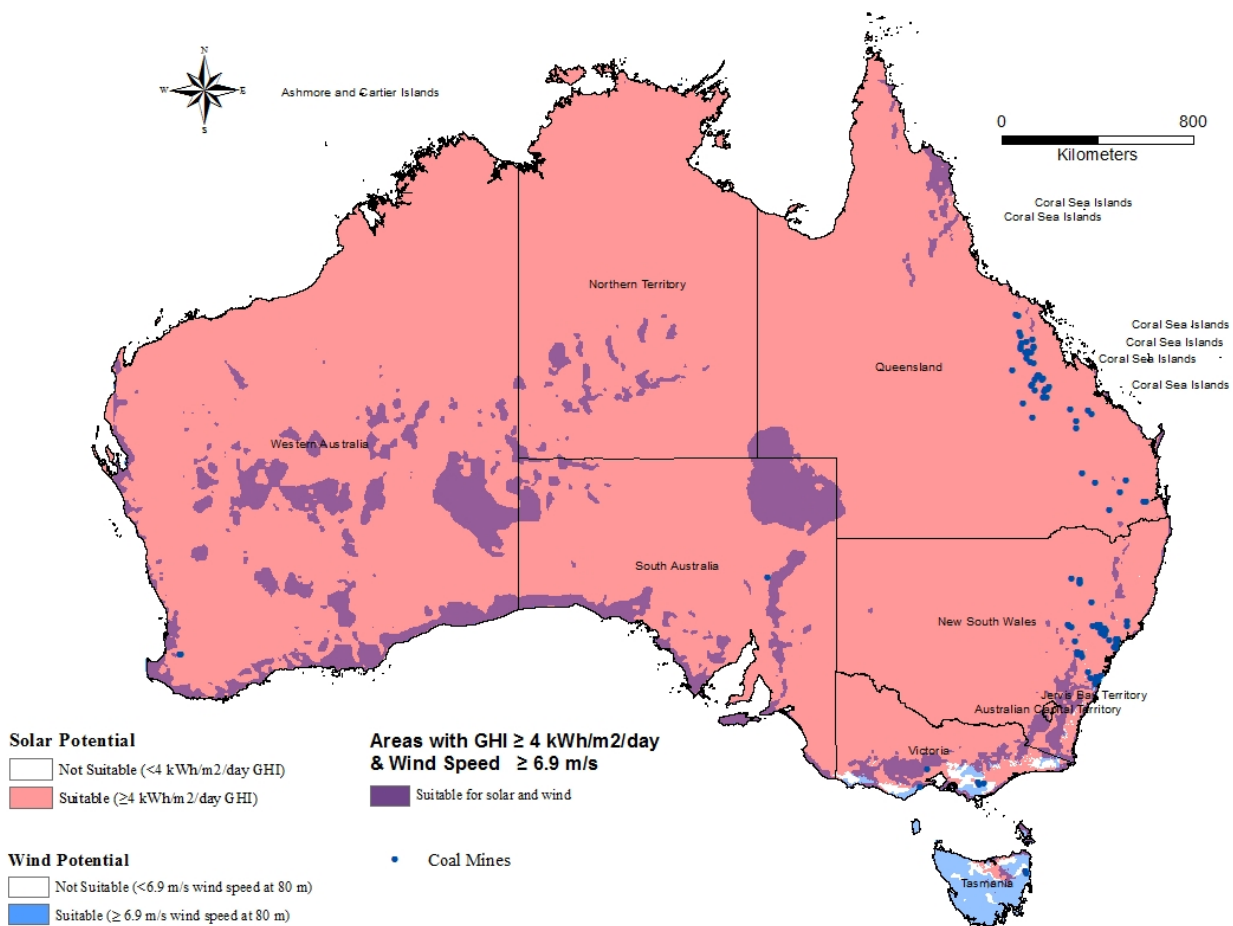 N
W E
S
Ashmore and Cartier Islands
0 800
Kilometers
Coral Sea Islands
Coral Sea Islands
Northern Territory
Coral Sea Islands
Coral Sea Islands
Coral Sea Islands
Queensland
Coral Sea Islands
Western Australia
South Australia
New South Wales
Jervis Bay Territory
Australian Capital Territory
Victoria
Tasmania
Solar Potential
Not Suitable (<4 kWh/m2/day GHI)
Suitable (≥4 kWh/m2/day GHI)
Areas with GHI ≥ 4 kWh/m2/day
& Wind Speed ≥ 6.9 m/s
Suitable for solar and wind
Wind Potential
Not Suitable (<6.9 m/s wind speed at 80 m)
Suitable (≥ 6.9 m/s wind speed at 80 m)
Coal Mines